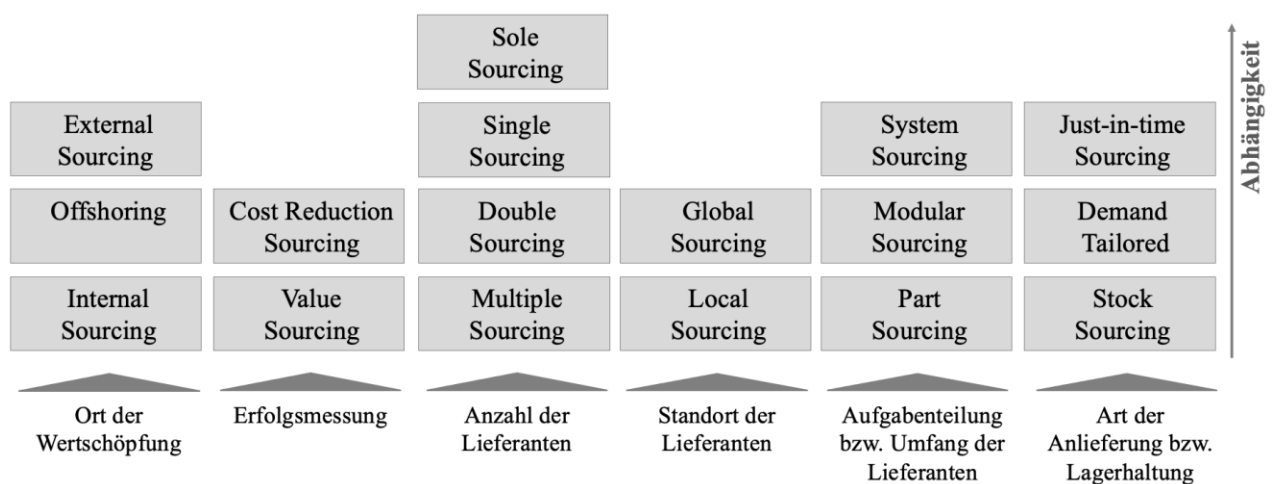 Sole
Sourcing
External
Sourcing
Single
Sourcing
System
Sourcing
Just-in-time
Sourcing
Offshoring
Cost Reduction
Sourcing
Double
Sourcing
Global
Sourcing
Modular
Sourcing
Demand
Tailored
Internal
Sourcing
Value
Sourcing
Multiple
Sourcing
Local
Sourcing
Part
Sourcing
Stock
Sourcing
Abhängigkeit
Ort der
Wertschöpfung
Erfolgsmessung
Anzahl der
Lieferanten
Standort der
Lieferanten
Aufgabenteilung
bzw. Umfang der
Lieferanten
Art der
Anlieferung bzw.
Lagerhaltung